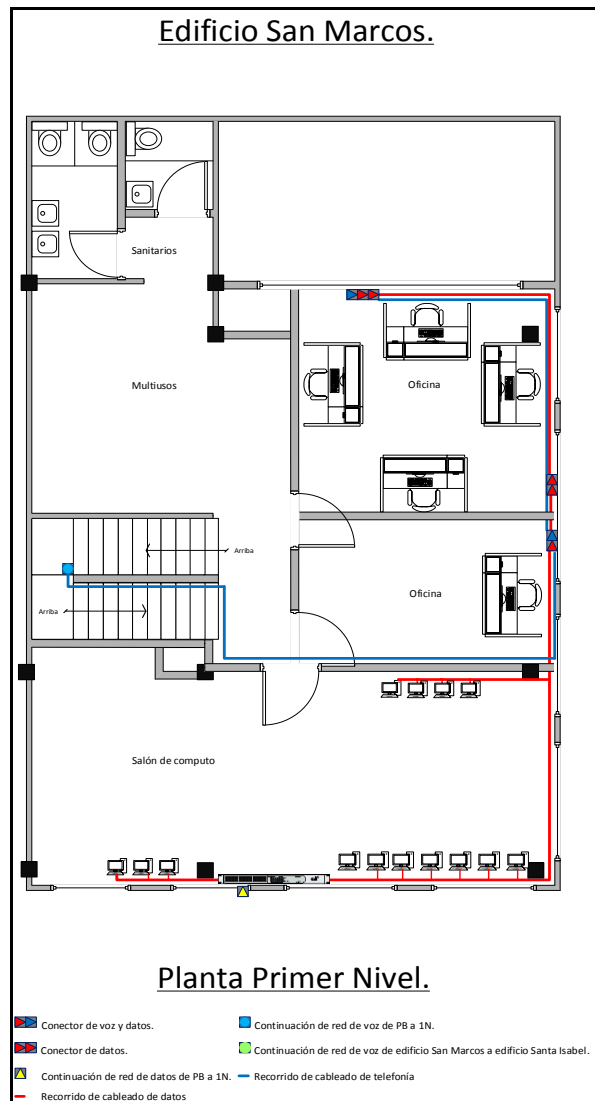 Edificio San Marcos.
Sanitarios
Multiusos
Oficina
Arriba
Oficina
Arriba
Salón de computo
Planta Primer Nivel.
Conector de voz y datos.
Continuación de red de voz de PB a 1N.
Conector de datos.
Continuación de red de voz de edificio San Marcos a edificio Santa Isabel.
Continuación de red de datos de PB a 1N.
Recorrido de cableado de telefonía
Recorrido de cableado de datos